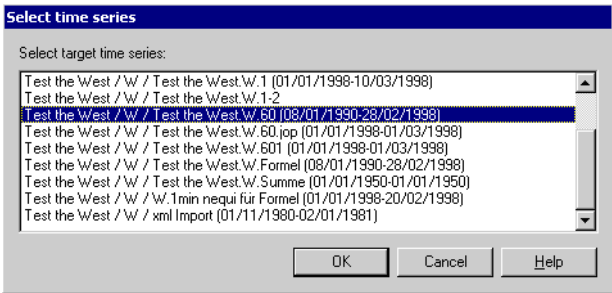 Select time series
Select target time series:
Test the West / W / Test the West.W.1 (01/01/1998-10/03/1998)
Test the West / W / Test the West.W.1-2
Test the West / W / Test the West.W.60 (08/01/1990-28/02/1998)
Test the West / W / Test the West.W.60.jop (01/01/1998-01/03/1998)
Test the West / W / Test the West.W.601 (01/01/1998-01/03/1998)
Test the West / W / Test the West.W.Formel (08/01/1990-28/02/1998)
Test the West / W / Test the West.W.Summe (01/01/1950-01/01/1950)
Test the West / W / W.1min nequi für Formel (01/01/1998-20/02/1998)
Test the West / W / xml Import (01/11/1980-02/01/1981)
OK Cancel Help